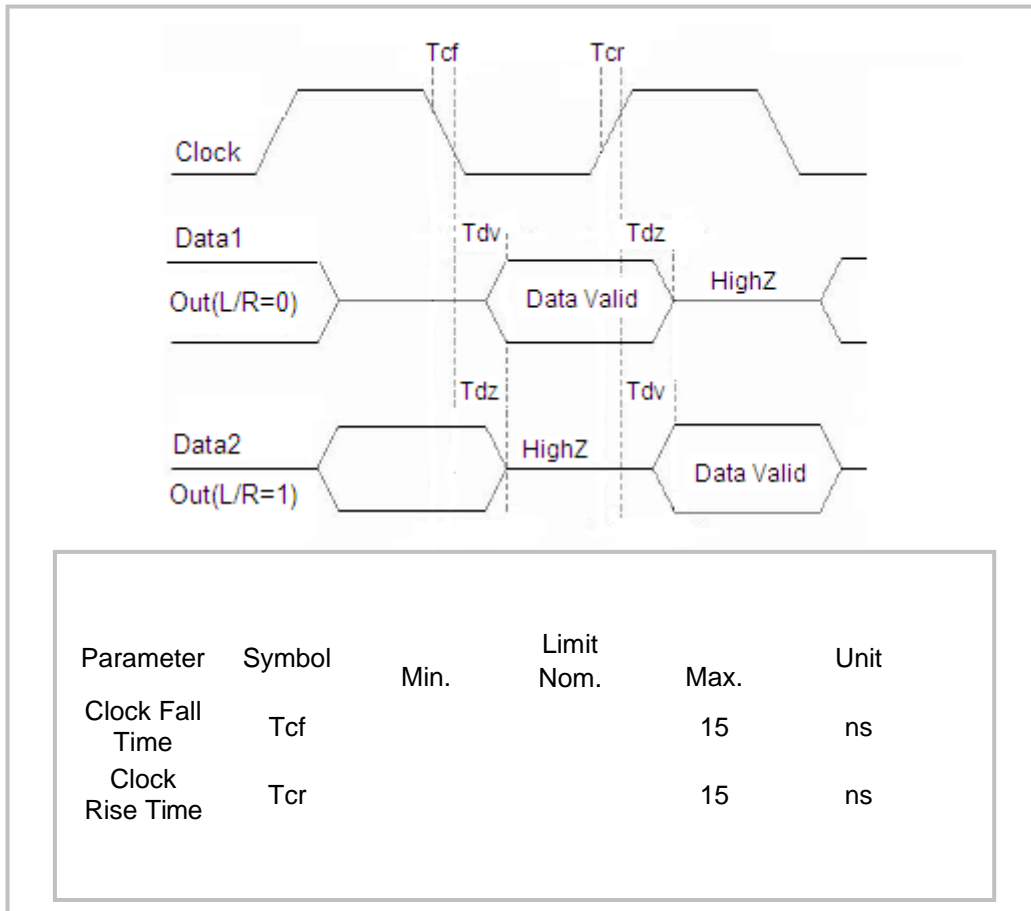 Tcf Tcr
Clock
Data1 Tdv Tdz
Out(L/R=0) Data Valid HighZ
Tdz Tdv
Data2 HighZ
Out(L/R=1) Data Valid
Parameter Symbol Limit Unit
Min. Nom. Max.
Clock Fall
Time Tcf 15 ns
Clock
Rise Time Tcr 15 ns